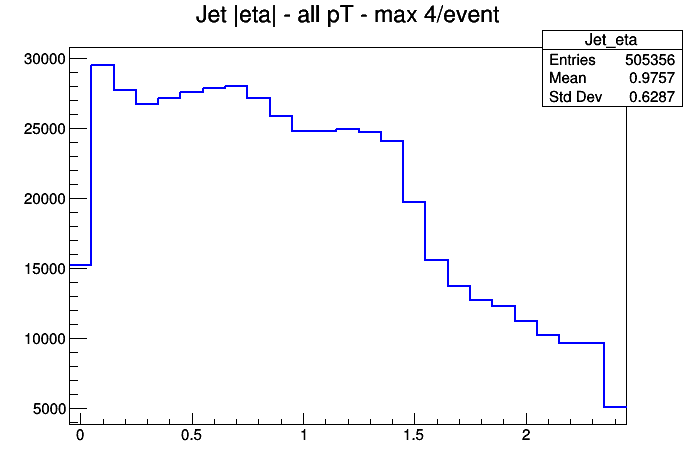 Jet |eta| - all pT - max 4/event
Jet_eta
Entries 505356
Mean 0.9757
Std Dev 0.6287
30000
25000
20000
15000
10000
5000
0 0.5 1 1.5 2